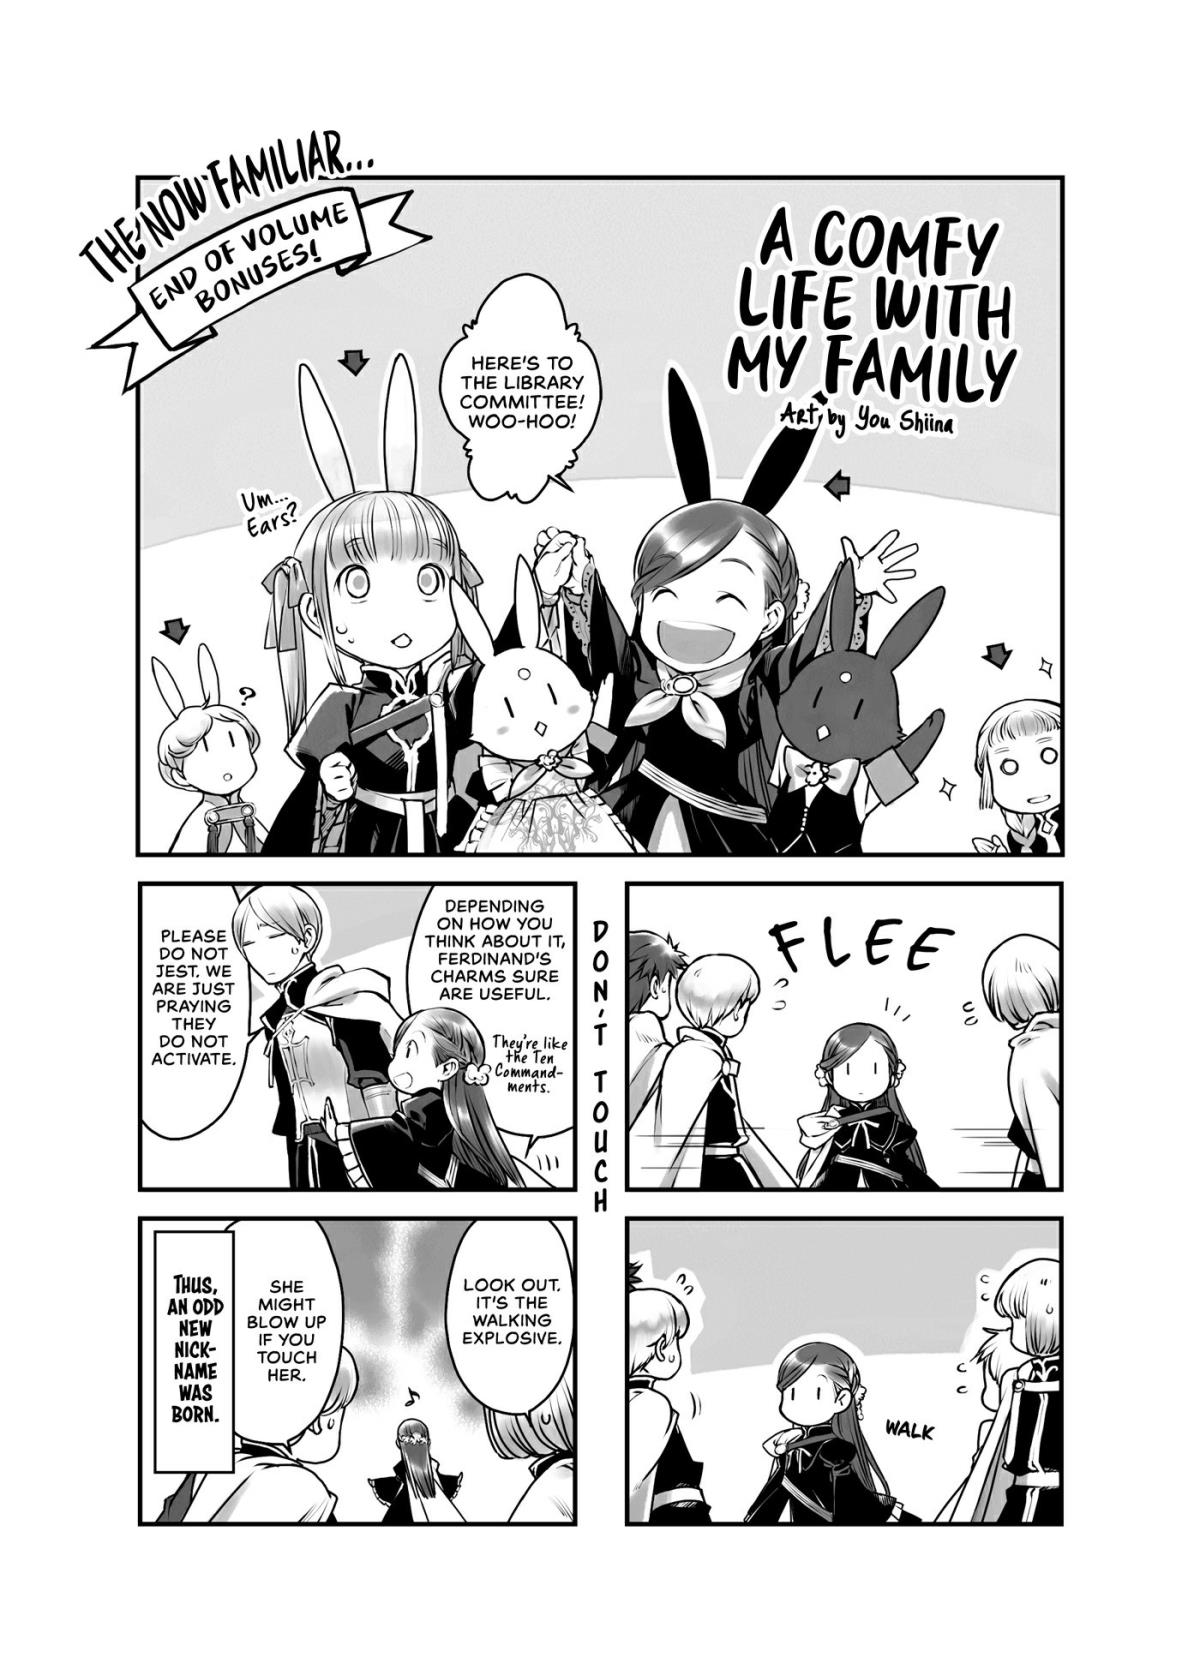 THE NOW FAMILIAR...
END OF VOLUME
BONUSES!
A COMFY
LIFE WITH
MY FAMILY
Art by You Shiina
HERE'S TO
THE LIBRARY
COMMITTEE!
WOO-HOO!
Um...
Ears?
?
DON'T TOUCH
FLEE
WALK
DEPENDING
ON HOW YOU
THINK ABOUT IT,
FERDINAND'S
CHARMS SURE
ARE USEFUL.
They're like
the Ten
Command-
ments.
PLEASE
DO NOT
JEST. WE
ARE JUST
PRAYING
THEY
DO NOT
ACTIVATE.
LOOK OUT.
IT'S THE
WALKING
EXPLOSIVE.
SHE
MIGHT
BLOW UP
IF YOU
TOUCH
HER.
THUS,
AN ODD
NEW
NICK-
NAME
WAS
BORN.